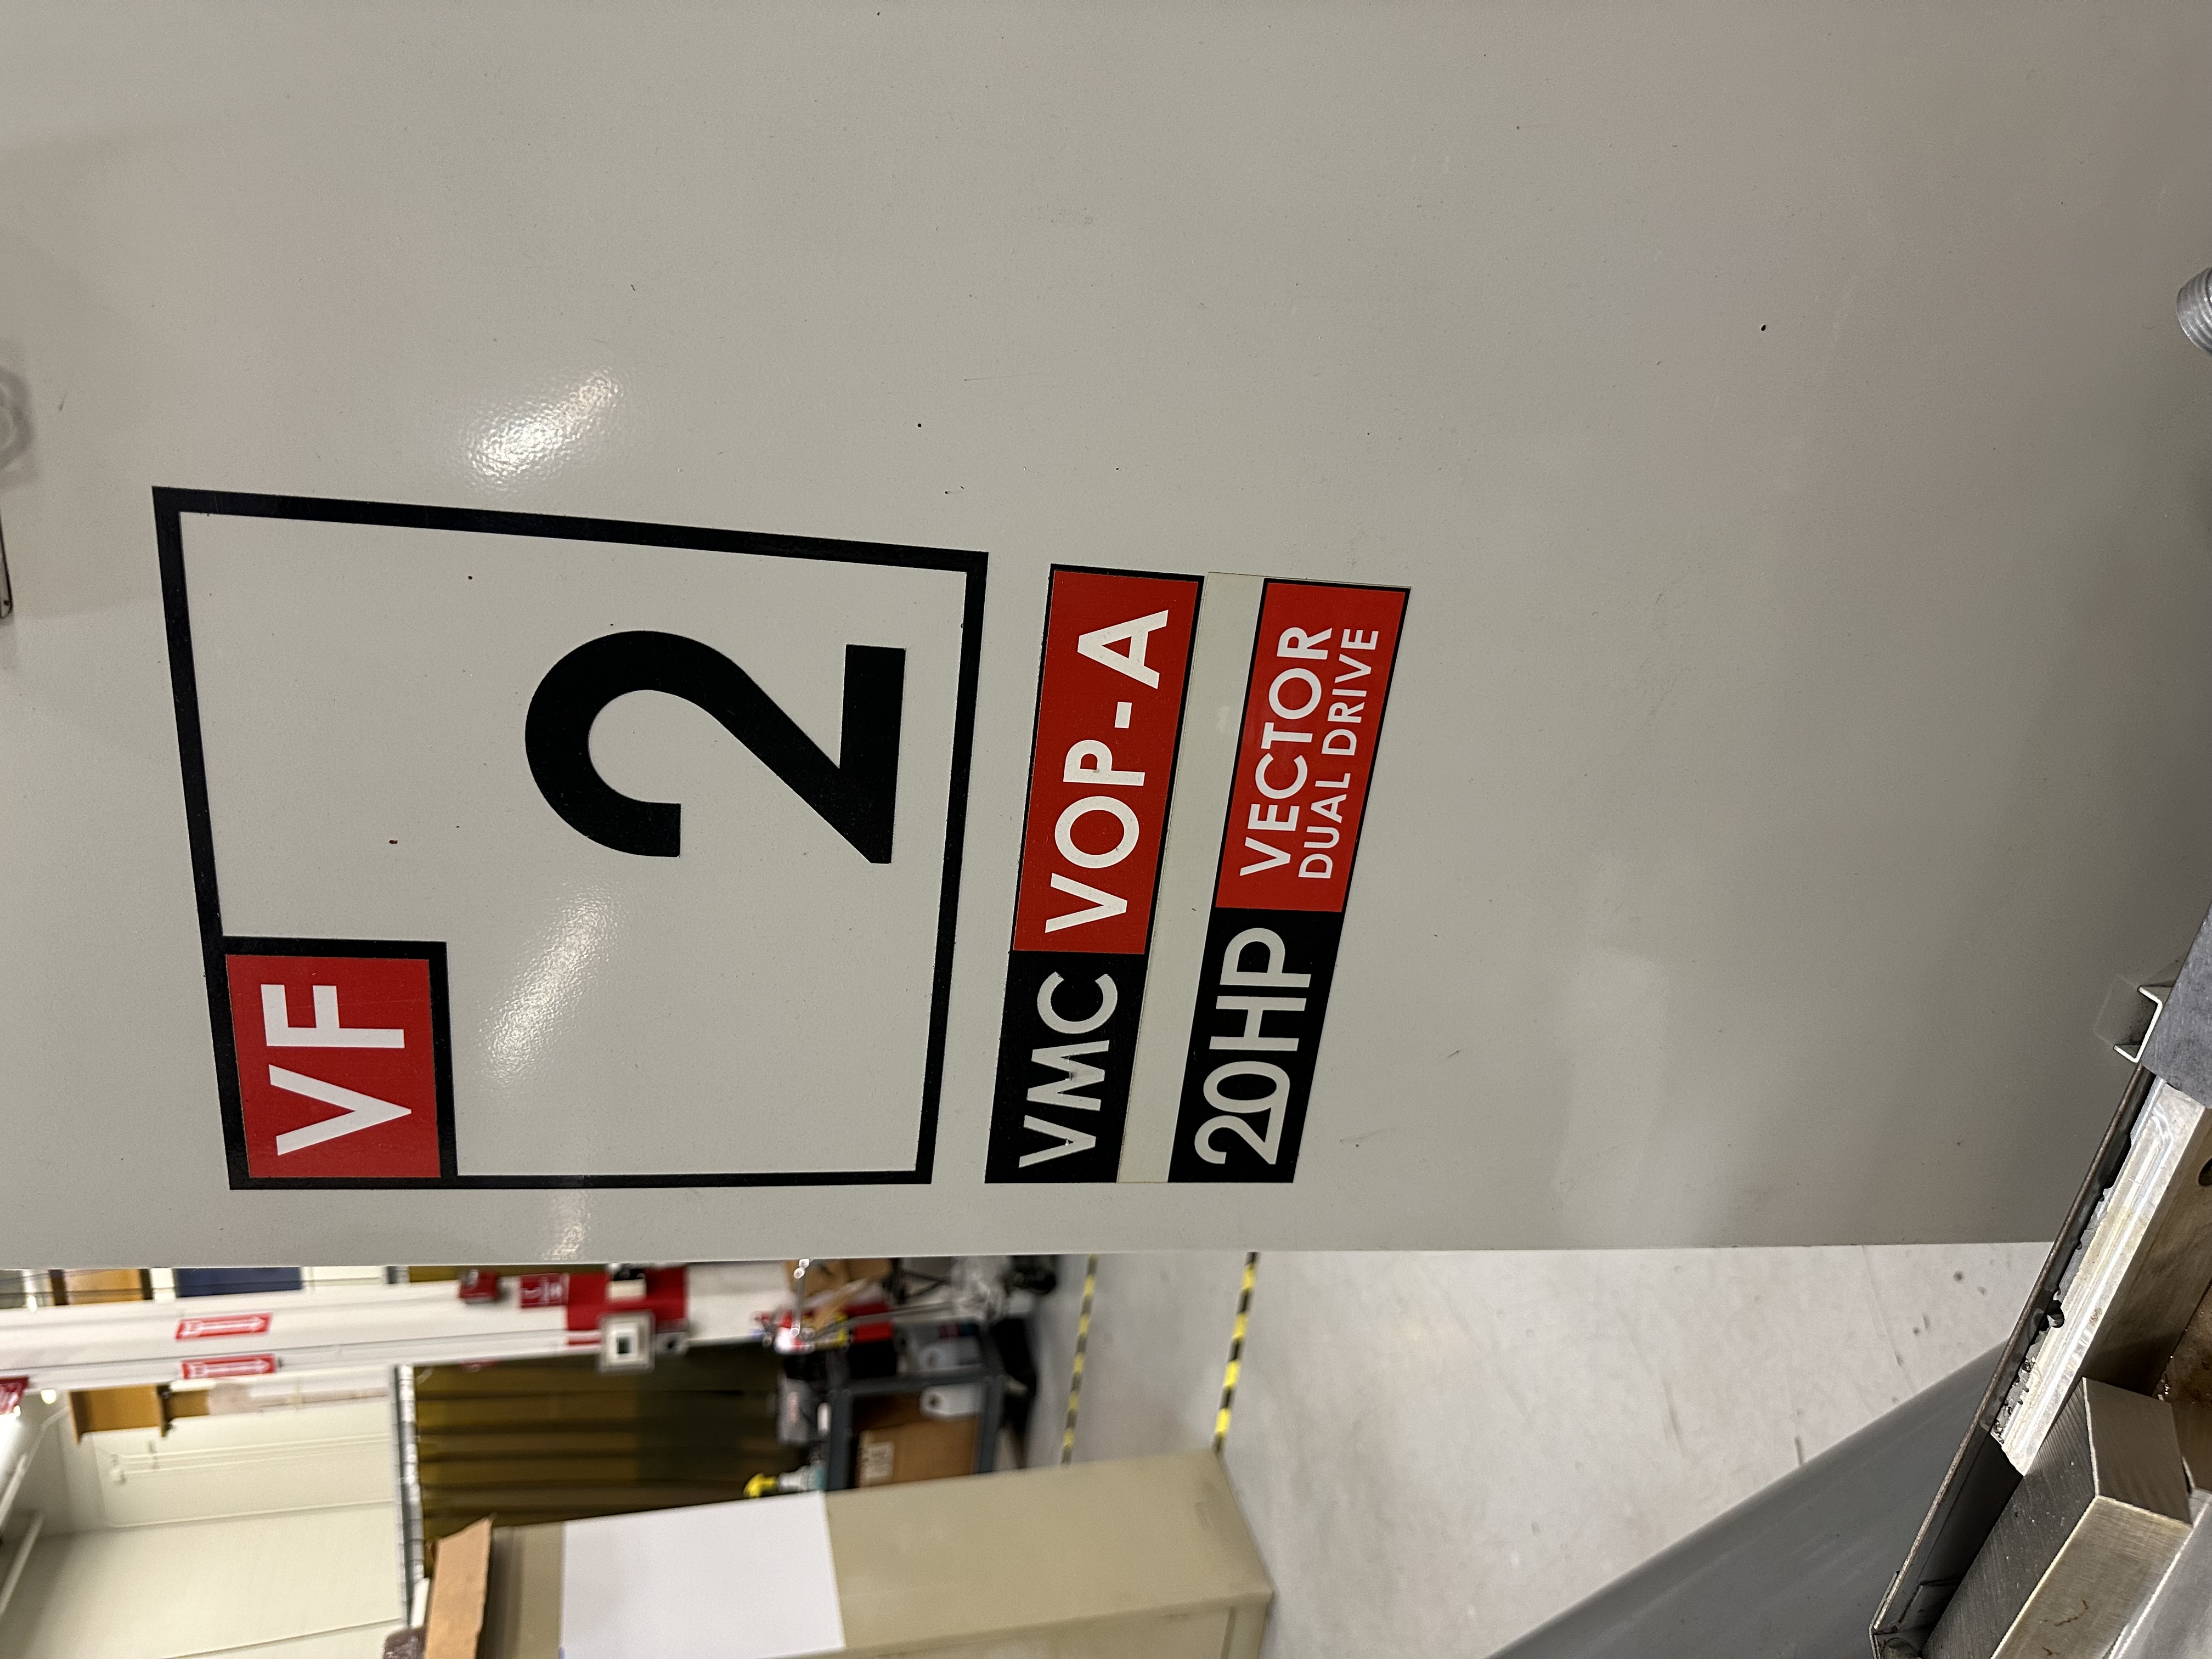 VF
2
VMC VOP-A
20HP VECTOR
DUAL DRIVE